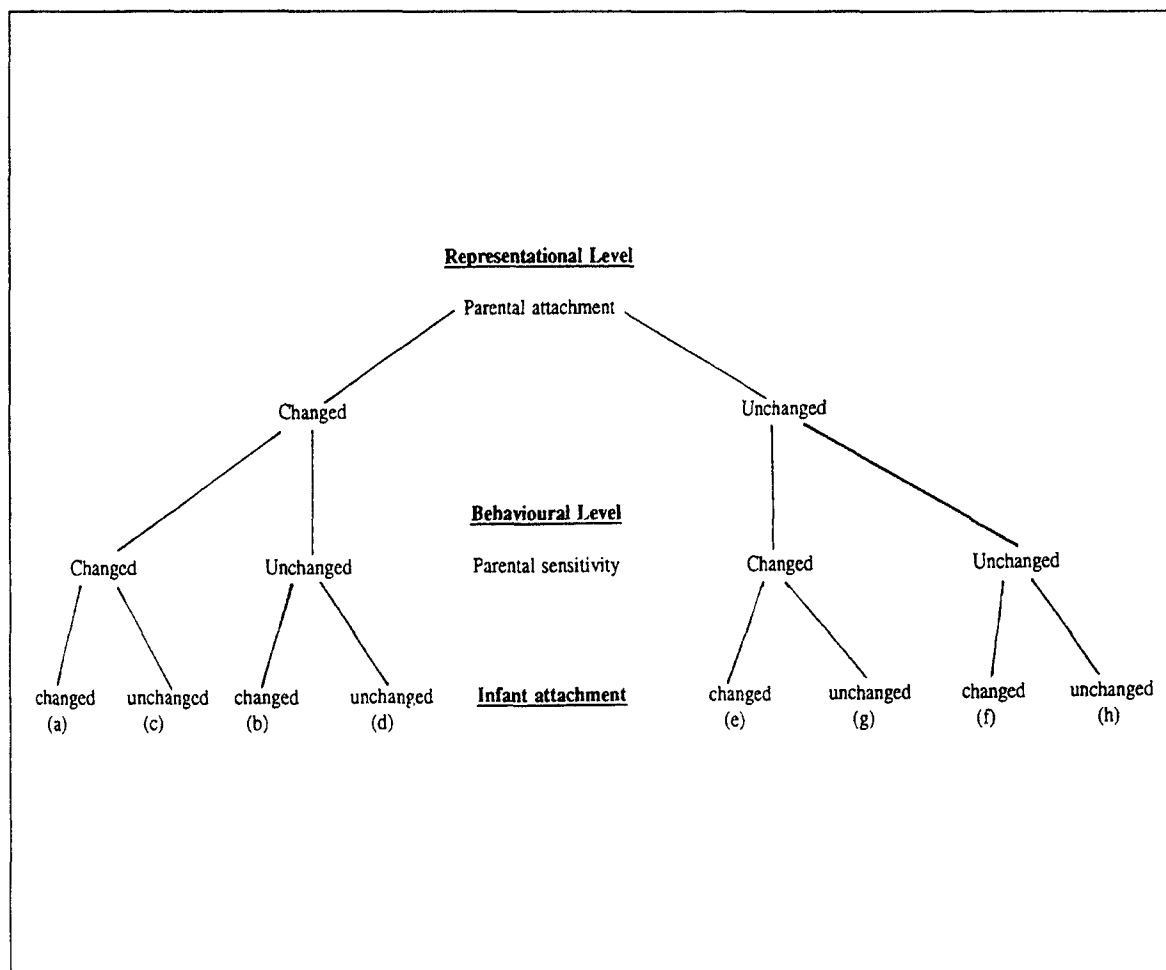 Representational Level
Parental attachment
Changed Unchanged
Behavioural Level
Changed Unchanged Parental sensitivity Changed Unchanged
changed unchanged changed unchanged Infant attachment changed unchanged changed unchanged
(a) (c) (b) (d) (e) (g) (f) (h)